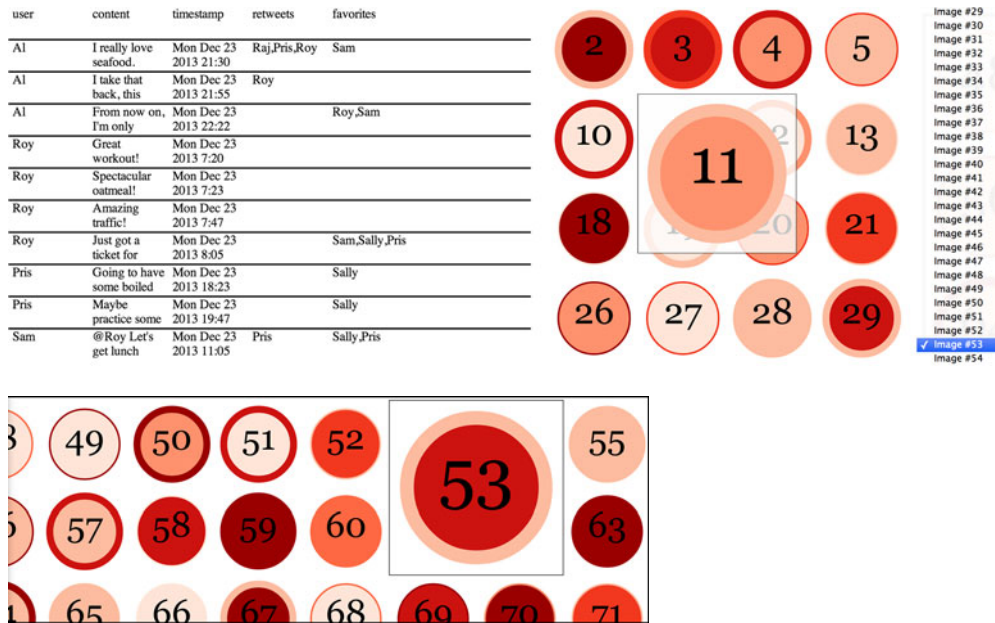 user content timestamp retweets favorites
Al I really love Mon Dec 23 Raj,Pris,Roy Sam
seafood. 2013 21:30
Al I take that Mon Dec 23 Roy
back, this 2013 21:55
Al From now on, Mon Dec 23 Roy,Sam
I'm only 2013 22:22
Roy Great Mon Dec 23
workout! 2013 7:20
Roy Spectacular Mon Dec 23
oatmeal! 2013 7:23
Roy Amazing Mon Dec 23
traffic! 2013 7:47
Roy Just got a Mon Dec 23 Sam,Sally,Pris
ticket for 2013 8:05
Pris Going to have Mon Dec 23 Sally
some boiled 2013 18:23
Pris Maybe Mon Dec 23 Sally
practice some 2013 19:47
Sam @Roy Let's Mon Dec 23 Pris Sally,Pris
get lunch 2013 11:05
2 3 4 5
10 13
11
18 19 20 21
26 27 28 29
Image #29
Image #30
Image #31
Image #32
Image #33
Image #34
Image #35
Image #36
Image #37
Image #38
Image #39
Image #40
Image #41
Image #42
Image #43
Image #44
Image #45
Image #46
Image #47
Image #48
Image #49
Image #50
Image #51
Image #52
✓ Image #53
Image #54
49 50 51 52 55
53
57 58 59 60 63
65 66 67 68 69 70 71